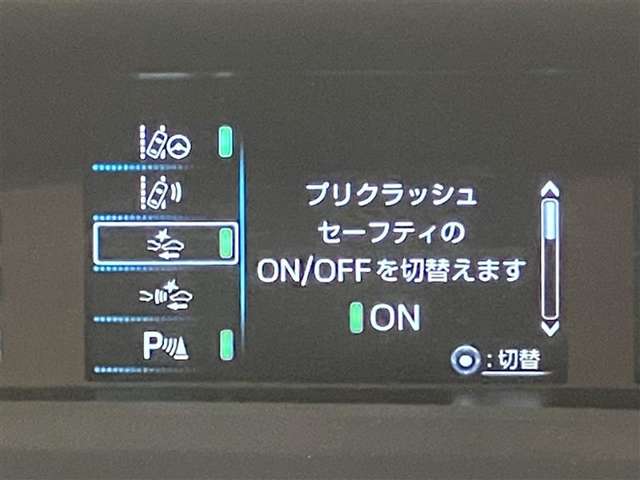 プリクラッシュ
セーフティの
ON/OFFを切替えます
ON
P
:切替